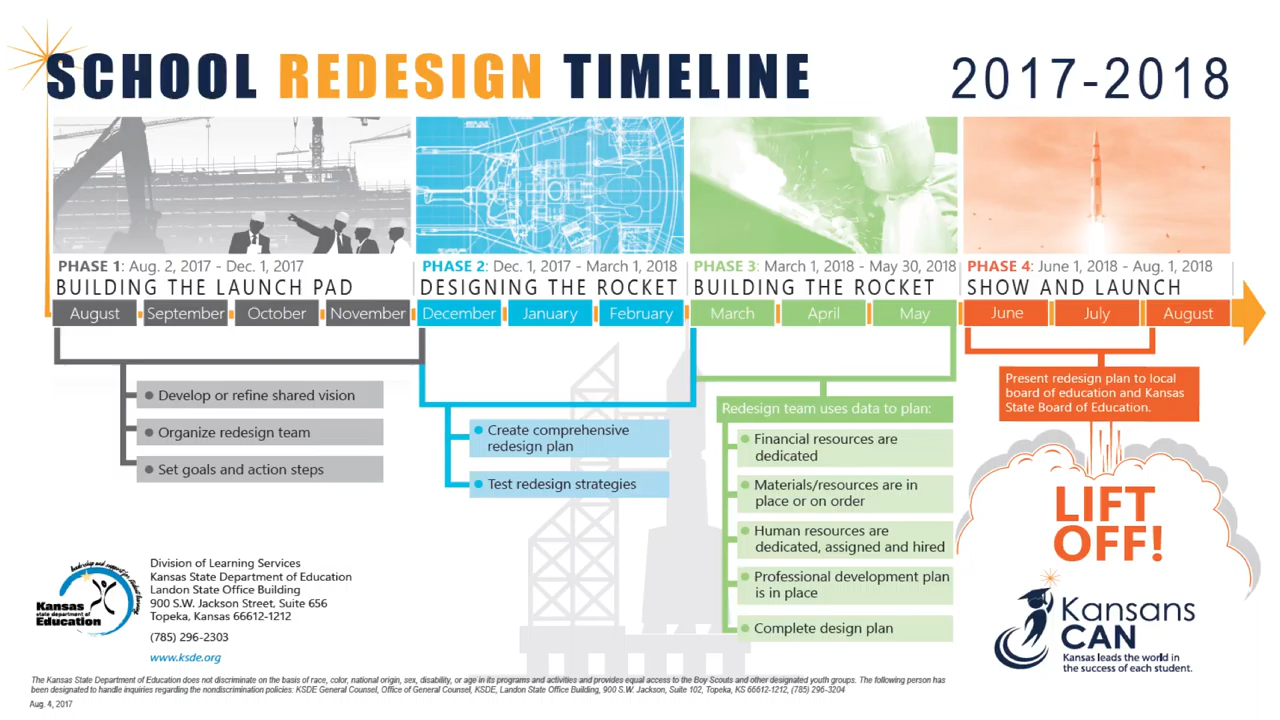 SCHOOL REDESIGN TIMELINE
2017-2018
PHASE 1: Aug. 2, 2017 - Dec. 1, 2017
BUILDING THE LAUNCH PAD
PHASE 2: Dec. 1, 2017 - March 1, 2018
DESIGNING THE ROCKET
PHASE 3: March 1, 2018 - May 30, 2018
BUILDING THE ROCKET
PHASE 4: June 1, 2018 - Aug. 1, 2018
SHOW AND LAUNCH
August
September
October
November
December
January
February
March
April
May
June
July
August
Develop or refine shared vision
Organize redesign team
Set goals and action steps
Create comprehensive
redesign plan
Test redesign strategies
Redesign team uses data to plan:
Financial resources are
dedicated
Materials/resources are in
place or on order
Human resources are
dedicated, assigned and hired
Professional development plan
is in place
Complete design plan
Present redesign plan to local
board of education and Kansas
State Board of Education.
LIFT
OFF!
leadership and support for student learning
Kansas
state department of
Education
Division of Learning Services
Kansas State Department of Education
Landon State Office Building
900 S.W. Jackson Street, Suite 656
Topeka, Kansas 66612-1212
(785) 296-2303
www.ksde.org
Kansans
CAN
Kansas leads the world in
the success of each student.
The Kansas State Department of Education does not discriminate on the basis of race, color, national origin, sex, disability, or age in its programs and activities and provides equal access to the Boy Scouts and other designated youth groups. The following person has
been designated to handle inquiries regarding the nondiscrimination policies: KSDE General Counsel, Office of General Counsel, KSDE, Landon State Office Building, 900 S.W. Jackson, Suite 102, Topeka, KS 66612-1212, (785) 296-3204
Aug. 4, 2017